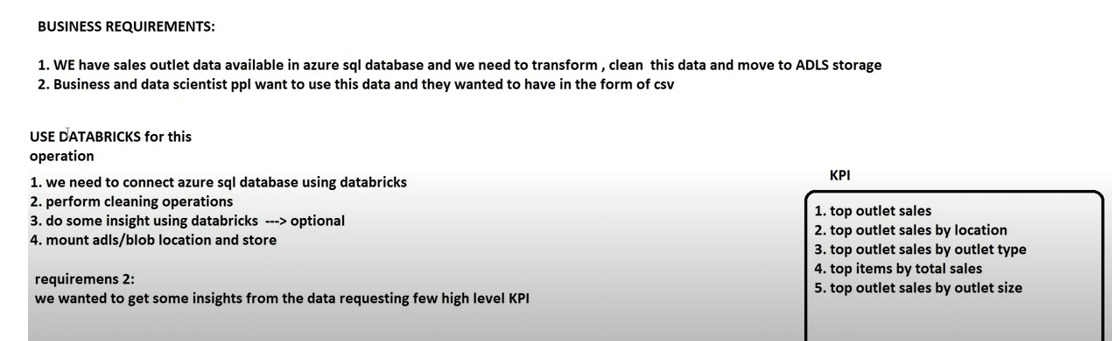 BUSINESS REQUIREMENTS:
1. WE have sales outlet data available in azure sql database and we need to transform , clean  this data and move to ADLS storage
2. Business and data scientist ppl want to use this data and they wanted to have in the form of csv
USE DATABRICKS for this
operation
1. we need to connect azure sql database using databricks
2. perform cleaning operations
3. do some insight using databricks  ---> optional
4. mount adls/blob location and store
requiremens 2:
we wanted to get some insights from the data requesting few high level KPI
KPI
1. top outlet sales
2. top outlet sales by location
3. top outlet sales by outlet type
4. top items by total sales
5. top outlet sales by outlet size